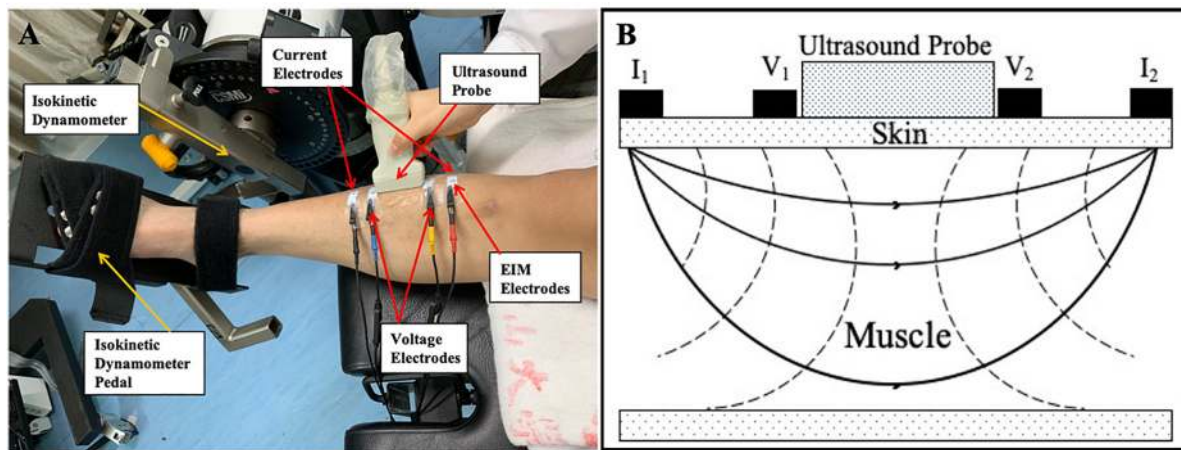 A
Current
Electrodes
Ultrasound
Probe
Isokinetic
Dynamometer
EIM
Electrodes
Voltage
Electrodes
Isokinetic
Dynamometer
Pedal
B
Ultrasound Probe
I₁
V₁
V₂
I₂
Skin
Muscle